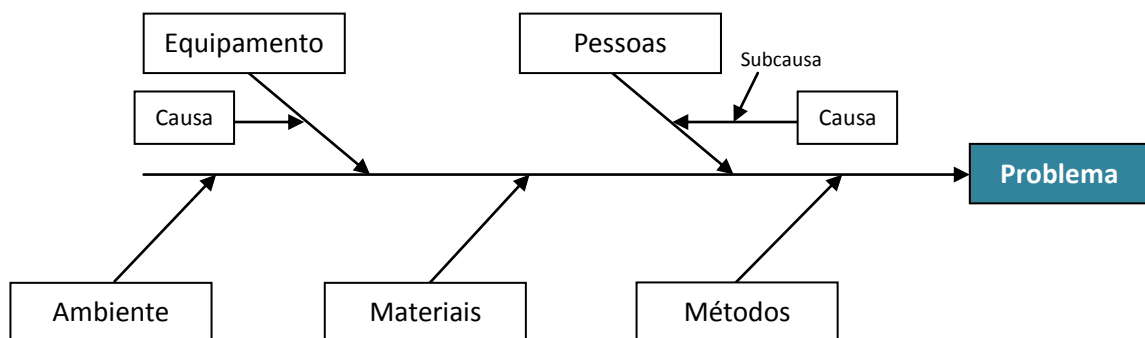 Equipamento
Pessoas
Subcausa
Causa
Causa
Problema
Ambiente
Materiais
Métodos